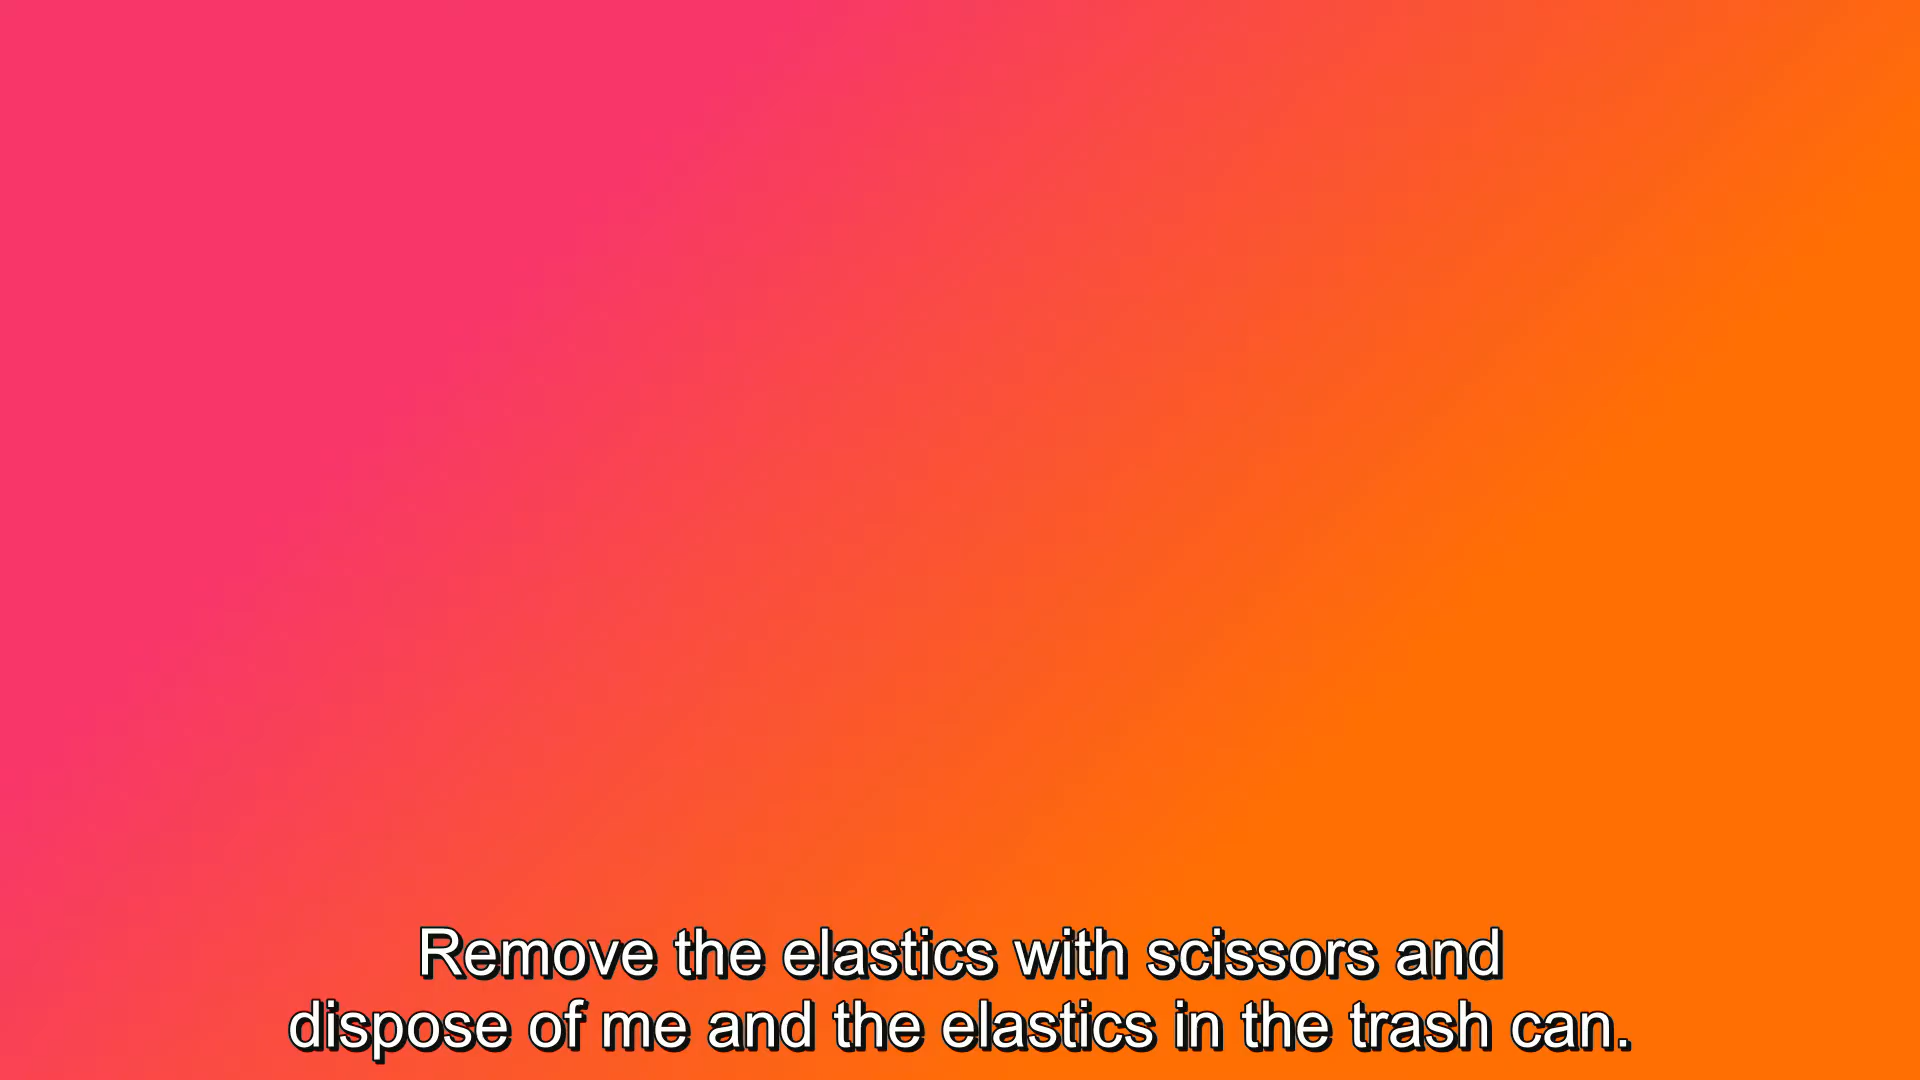 Remove the elastics with scissors and
dispose of me and the elastics in the trash can.